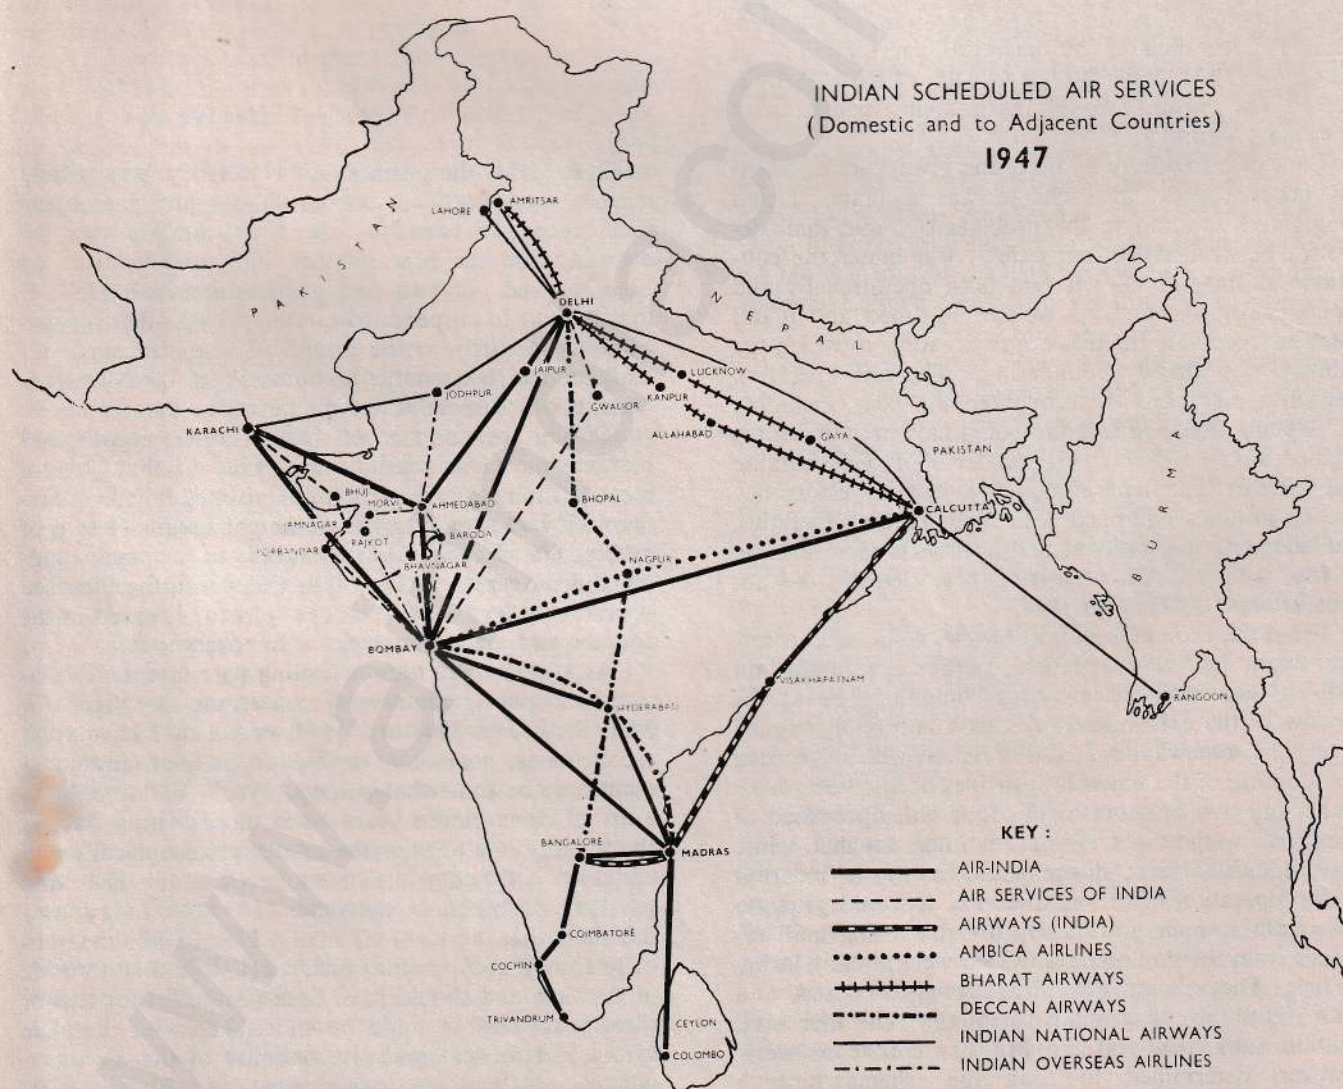 INDIAN SCHEDULED AIR SERVICES
(Domestic and to Adjacent Countries)
1947
AMRITSAR
LAHORE
PAKISTAN
DELHI
NEPAL
JAIPUR
LUCKNOW
JODHPUR
KANPUR
GWALIOR
KARACHI
ALLAHABAD
GAYA
PAKISTAN
BURMA
BHUJ
MORVI
AHMEDABAD
BHOPAL
CALCUTTA
JAMNAGAR
RAJKOT
BARODA
PORBANDAR
BHAVNAGAR
NAGPUR
BOMBAY
VISAKHAPATNAM
RANGOON
HYDERABAD
BANGALORE
MADRAS
COIMBATORE
COCHIN
TRIVANDRUM
CEYLON
COLOMBO
KEY :
AIR-INDIA
AIR SERVICES OF INDIA
AIRWAYS (INDIA)
AMBICA AIRLINES
BHARAT AIRWAYS
DECCAN AIRWAYS
INDIAN NATIONAL AIRWAYS
INDIAN OVERSEAS AIRLINES